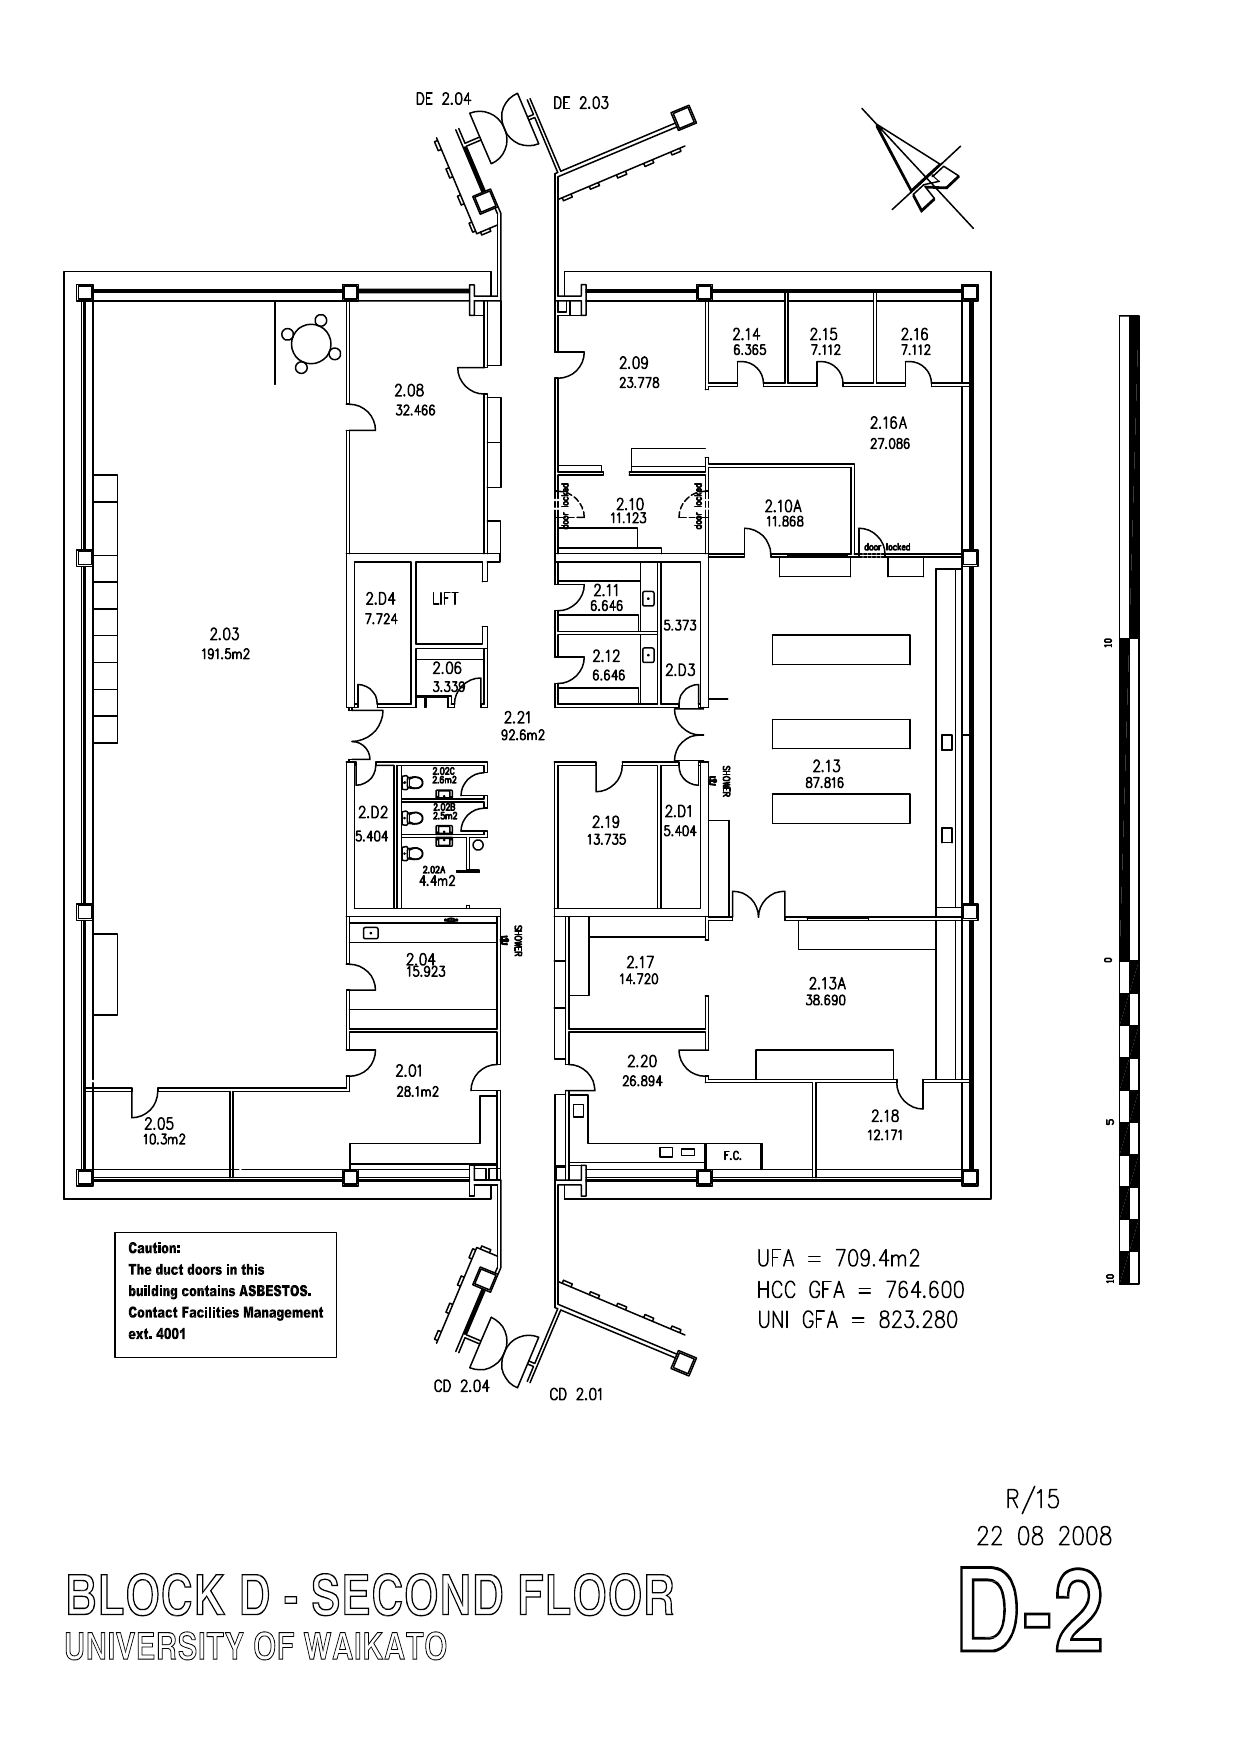 DE 2.04
DE 2.03
2.14
6.365
2.15
7.112
2.16
7.112
2.09
23.778
2.08
32.466
2.16A
27.086
door locked
door locked
2.10
11.123
2.10A
11.868
door locked
2.D4
7.724
LIFT
2.11
6.646
5.373
2.D3
2.03
191.5m2
2.06
3.339
2.12
6.646
2.21
92.6m2
2.13
87.816
SHOWER
2.02C
2.6m2
2.02B
2.5m2
2.02A
4.4m2
2.D2
5.404
2.19
13.735
2.D1
5.404
SHOWER
2.04
15.923
2.17
14.720
2.13A
38.690
2.01
28.1m2
2.20
26.894
2.05
10.3m2
2.18
12.171
F.C.
10
0
5
10
Caution:
The duct doors in this
building contains ASBESTOS.
Contact Facilities Management
ext. 4001
UFA = 709.4m2
HCC GFA = 764.600
UNI GFA = 823.280
CD 2.04
CD 2.01
R/15
22 08 2008
BLOCK D - SECOND FLOOR
UNIVERSITY OF WAIKATO
D-2